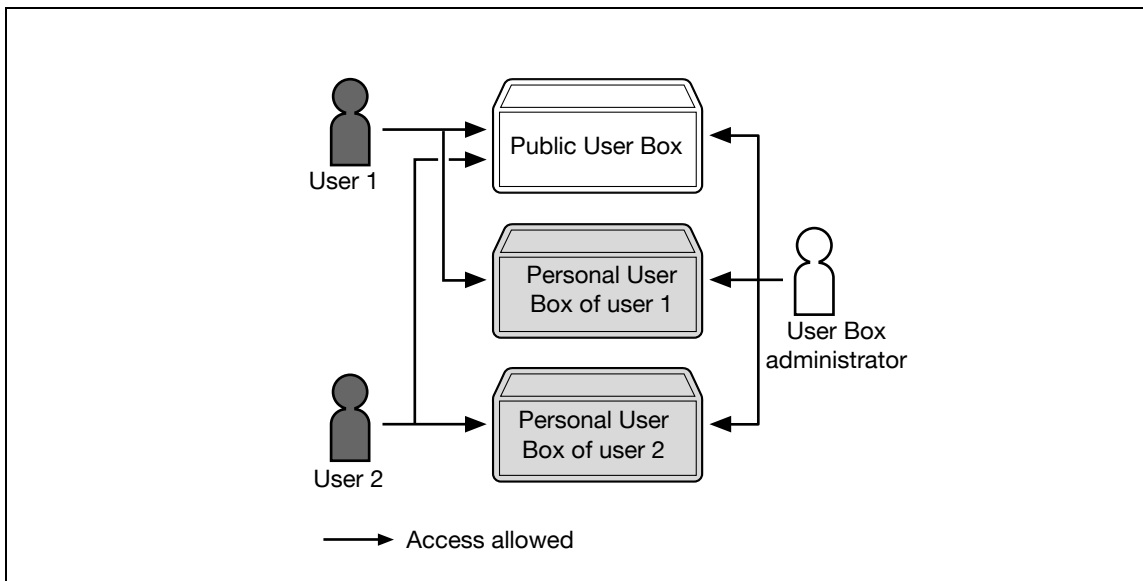 Public User Box
User 1
Personal User
Box of user 1
User Box
administrator
Personal User
Box of user 2
User 2
Access allowed